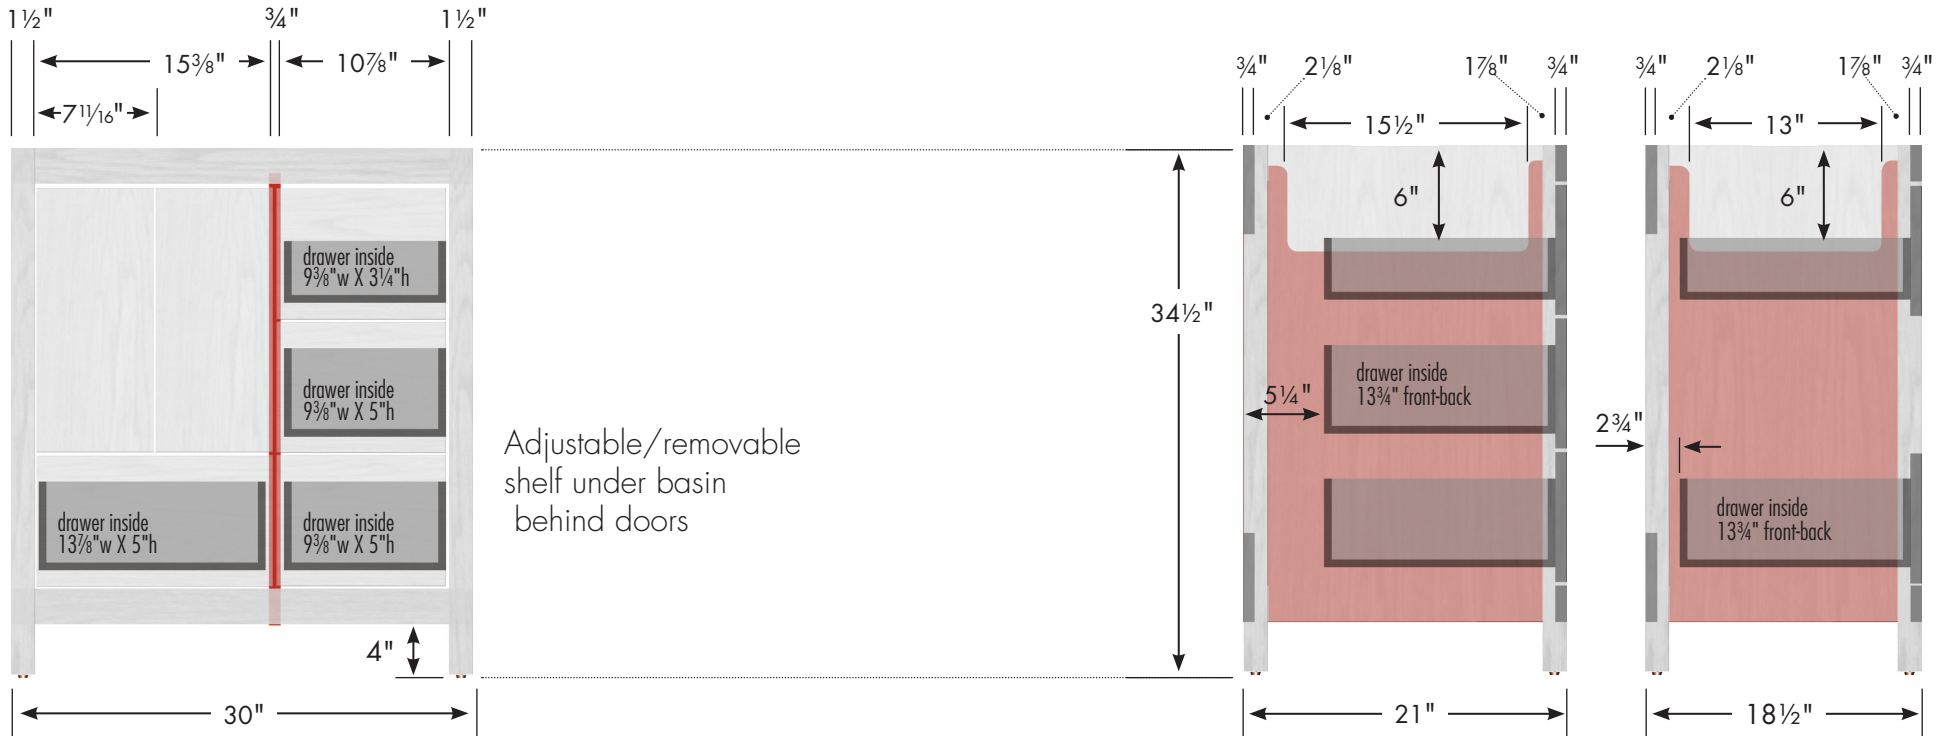 1½" ¾" 1½"
15⅜" 10⅞"
7 11/16"
drawer inside
9⅜"w X 3¼"h
drawer inside
9⅜"w X 5"h
drawer inside
13⅞"w X 5"h
drawer inside
9⅜"w X 5"h
4"
30"
Adjustable/removable
shelf under basin
behind doors
34½"
¾" 2⅛" 1⅞" ¾"
15½"
6"
5¼"
drawer inside
13¾" front-back
21"
¾" 2⅛" 1⅞" ¾"
13"
6"
2¾"
drawer inside
13¾" front-back
18½"